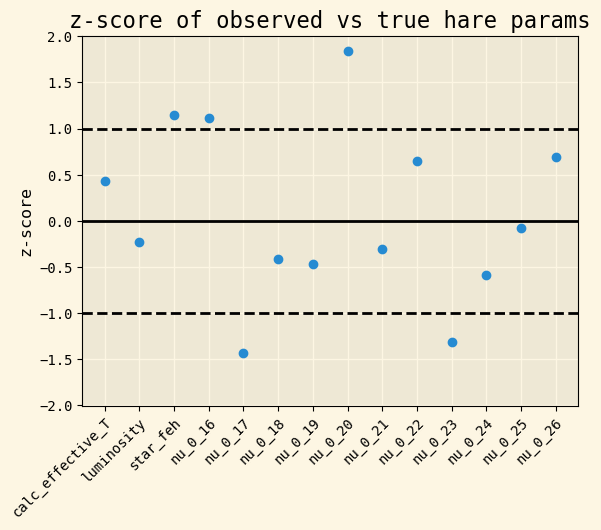 z-score of observed vs true hare params
z-score
2.0
1.5
1.0
0.5
0.0
−0.5
−1.0
−1.5
−2.0
calc_effective_T
luminosity
star_feh
nu_0_16
nu_0_17
nu_0_18
nu_0_19
nu_0_20
nu_0_21
nu_0_22
nu_0_23
nu_0_24
nu_0_25
nu_0_26